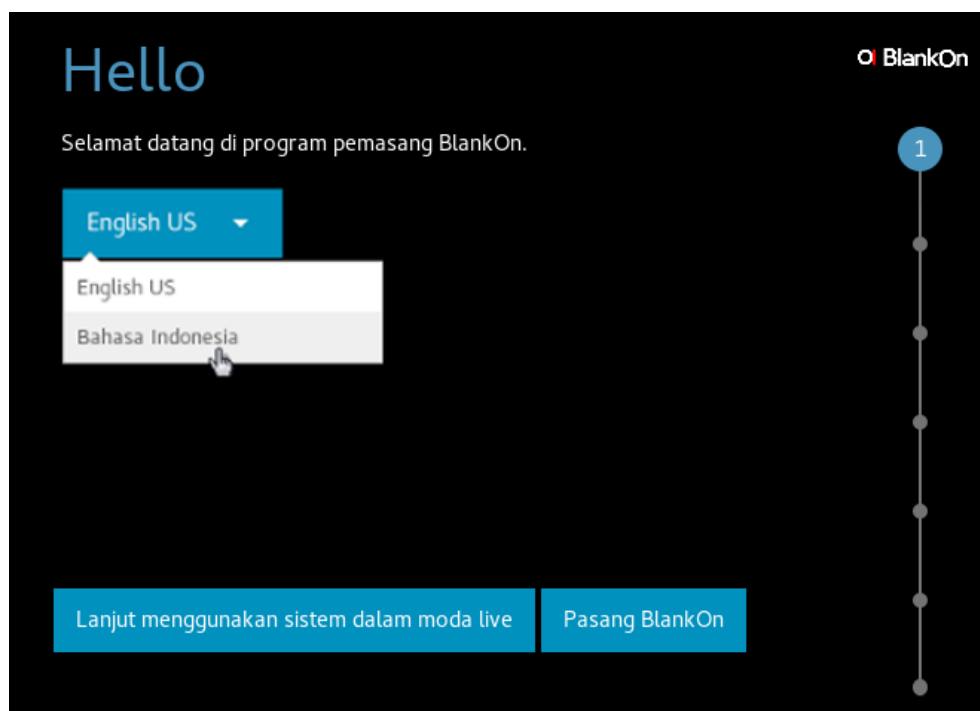 Hello
BlankOn
Selamat datang di program pemasang BlankOn.
1
English US
English US
Bahasa Indonesia
Lanjut menggunakan sistem dalam moda live
Pasang BlankOn